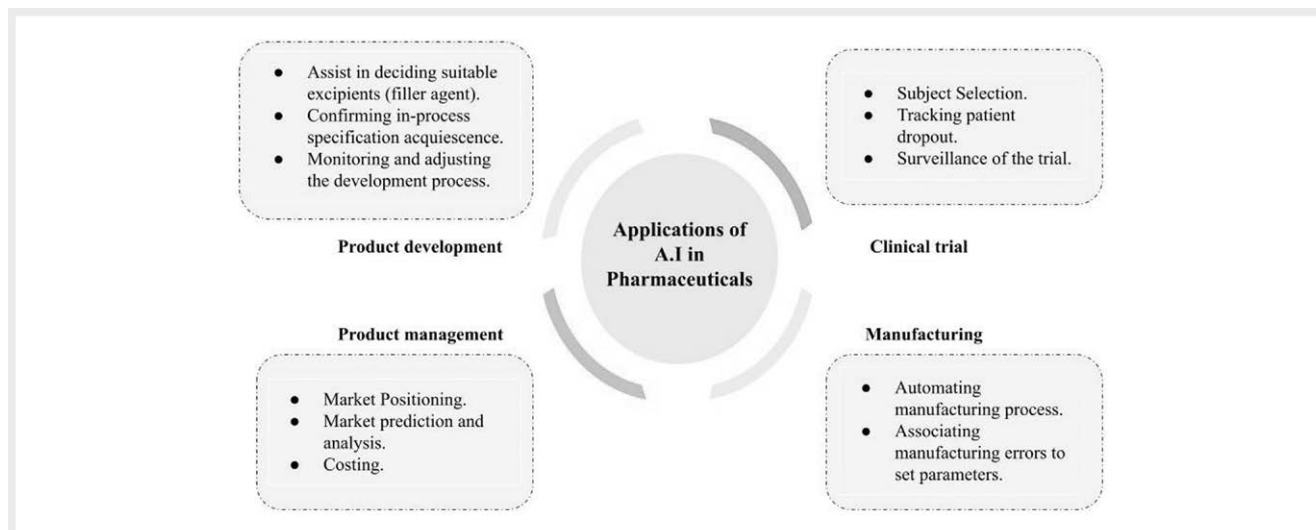 ● Assist in deciding suitable
excipients (filler agent).
● Confirming in-process
specification acquiescence.
● Monitoring and adjusting
the development process.
Product development
● Subject Selection.
● Tracking patient
dropout.
● Surveillance of the trial.
Clinical trial
Applications of
A.I in
Pharmaceuticals
Product management
● Market Positioning.
● Market prediction and
analysis.
● Costing.
Manufacturing
● Automating
manufacturing process.
● Associating
manufacturing errors to
set parameters.